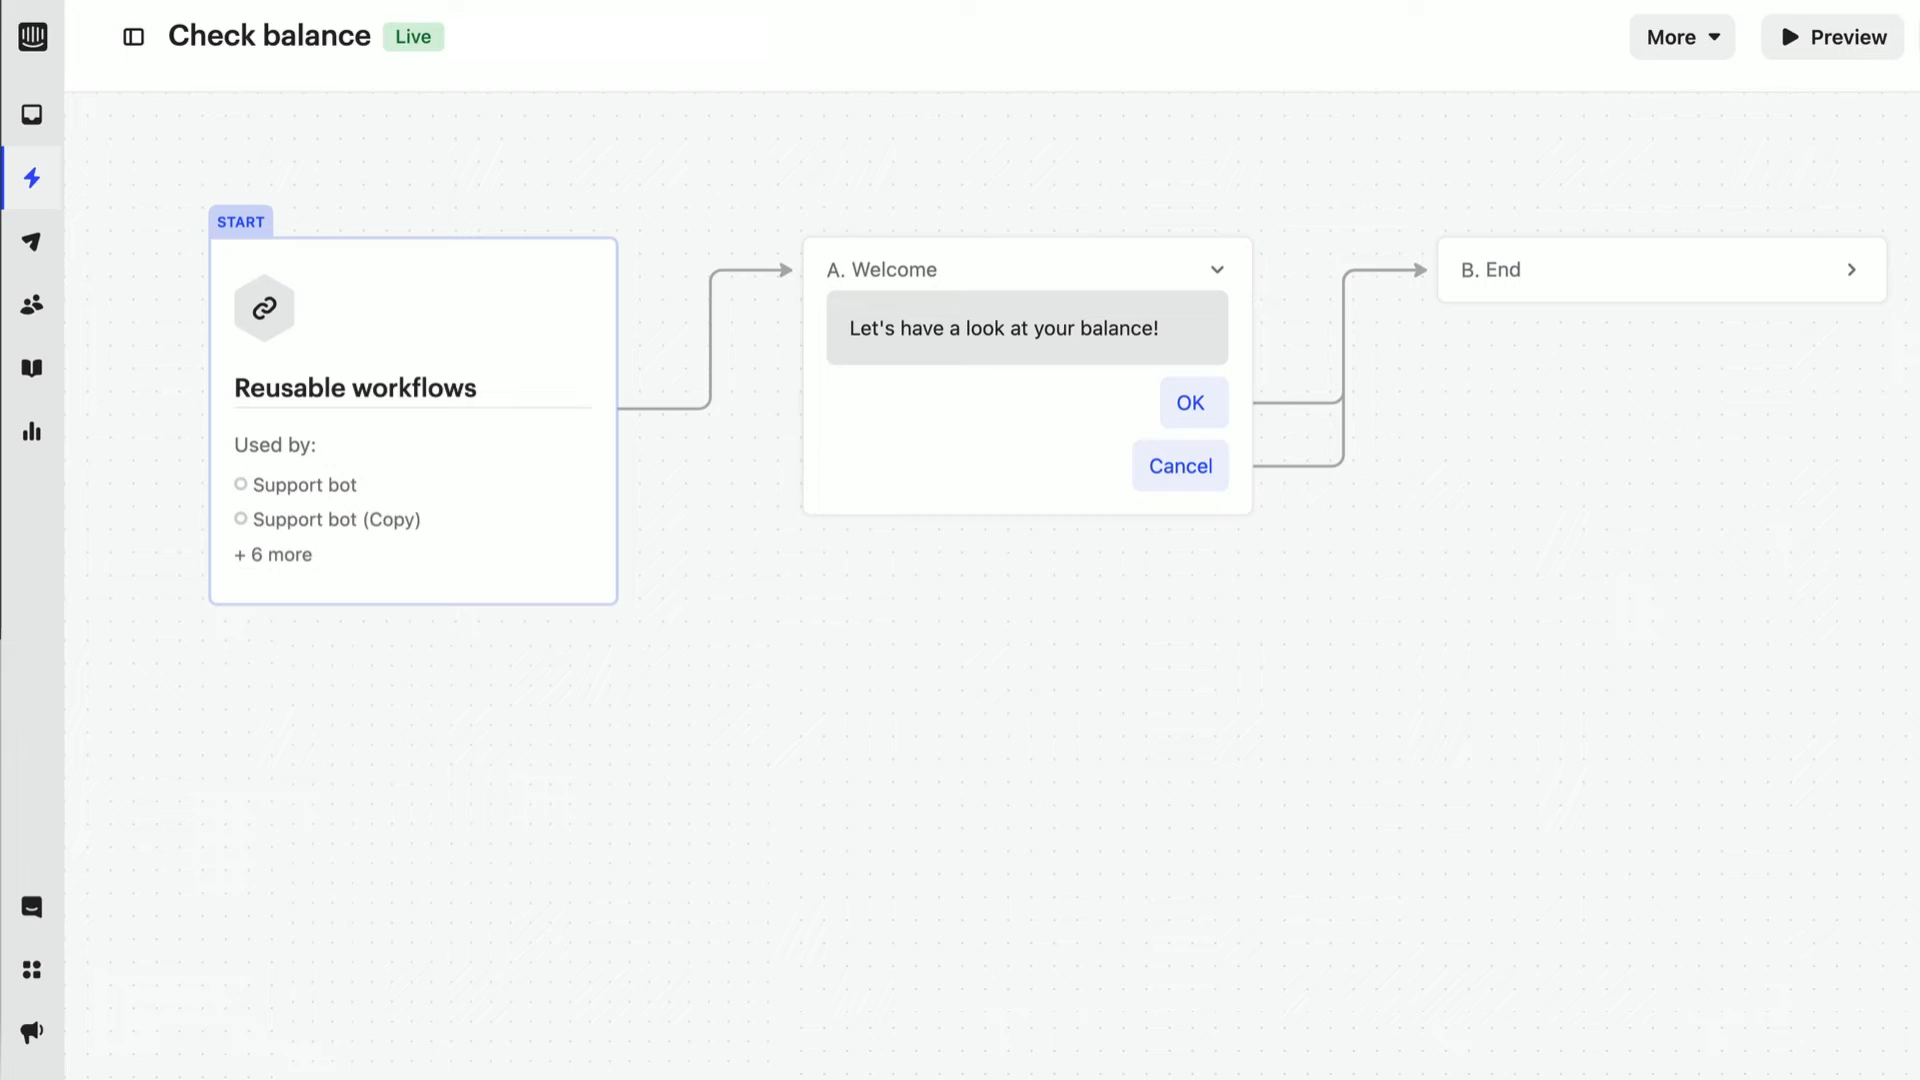 Check balance
Live
More
Preview
START
Reusable workflows
Used by:
Support bot
Support bot (Copy)
+ 6 more
A. Welcome
Let's have a look at your balance!
OK
Cancel
B. End